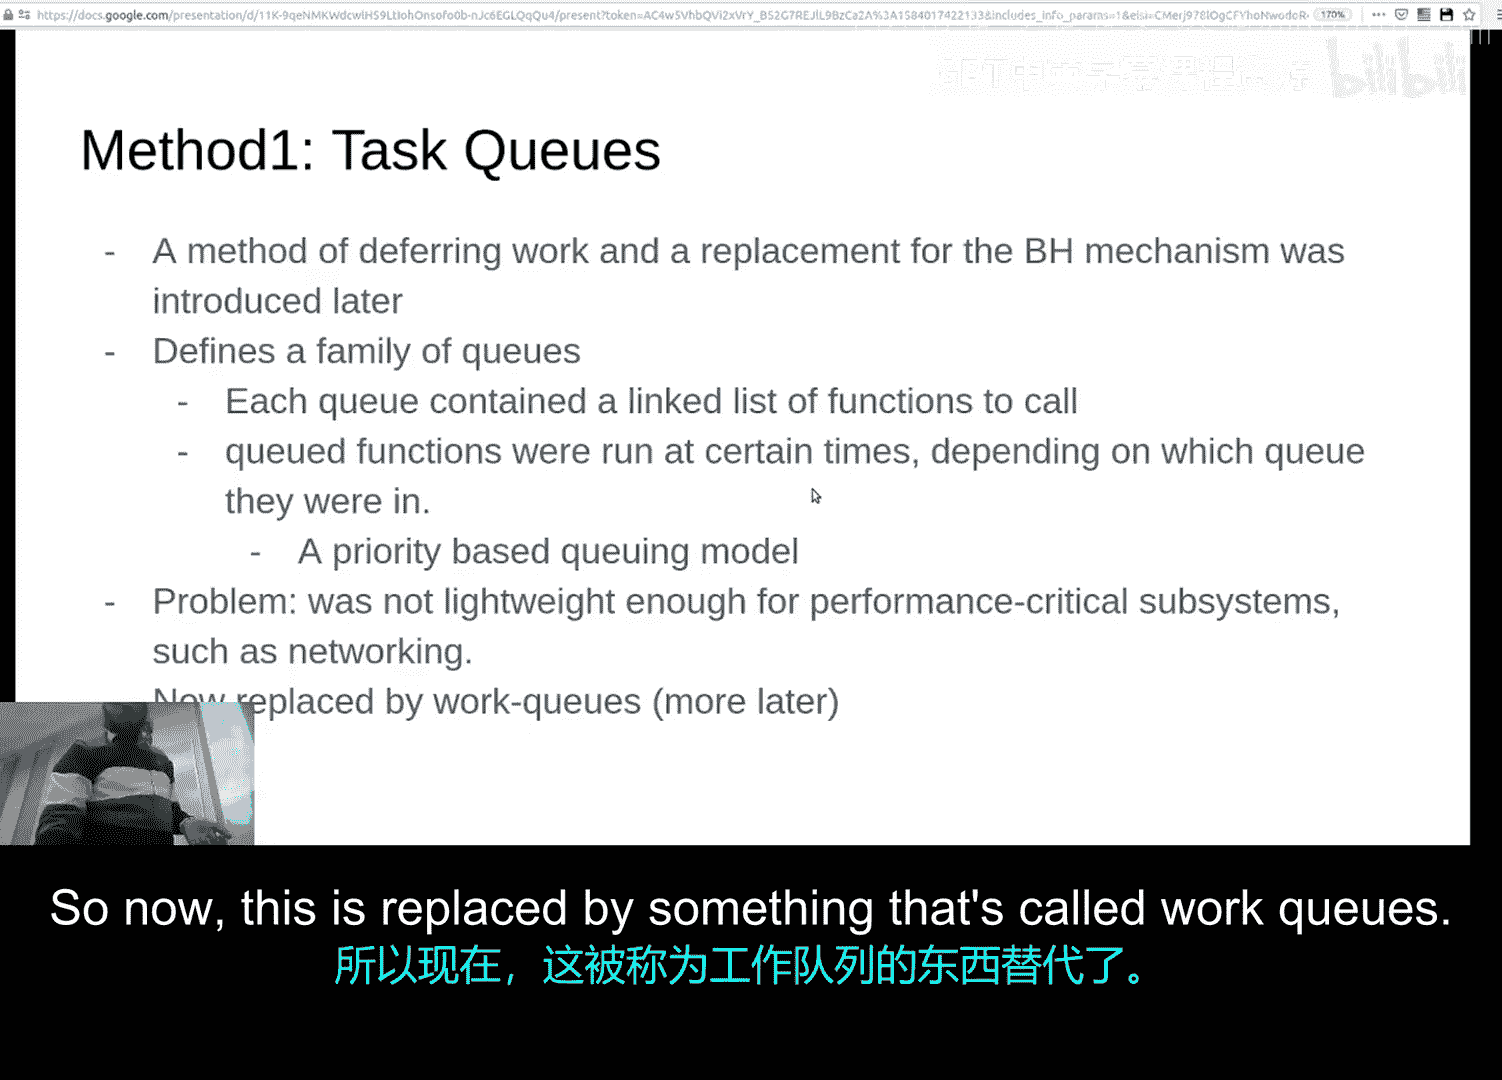 170%
Method1: Task Queues
- A method of deferring work and a replacement for the BH mechanism was
introduced later
- Defines a family of queues
- Each queue contained a linked list of functions to call
- queued functions were run at certain times, depending on which queue
they were in.
- A priority based queuing model
- Problem: was not lightweight enough for performance-critical subsystems,
such as networking.
Now replaced by work-queues (more later)
So now, this is replaced by something that's called work queues.
所以现在，这被称为工作队列的东西替代了。
bilibili